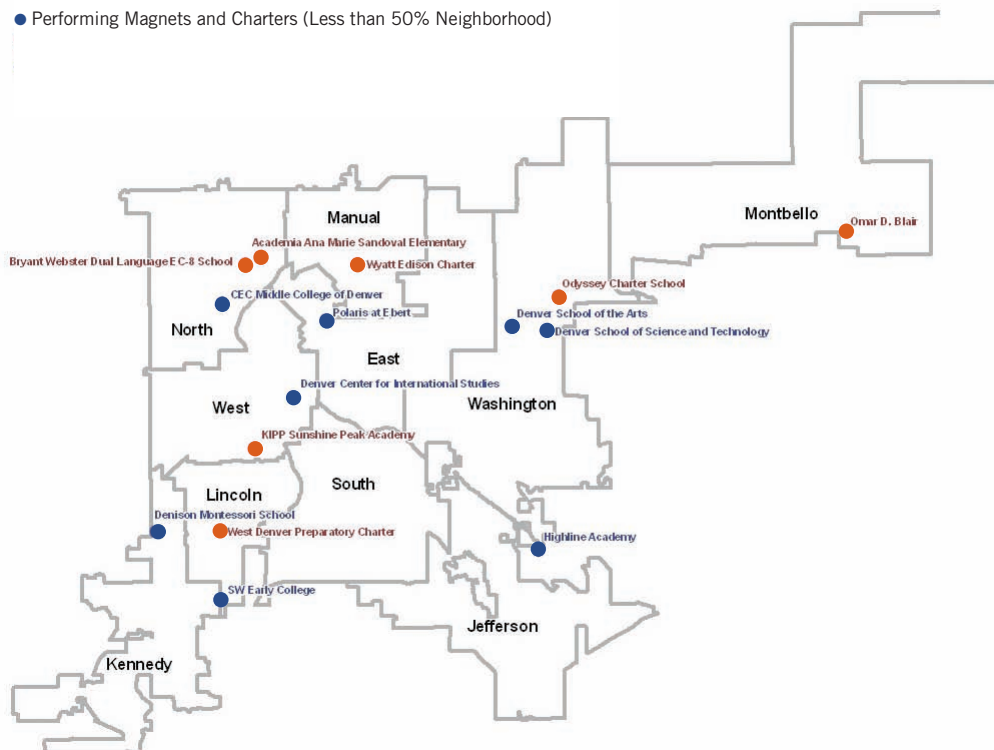 Performing Magnets and Charters (Less than 50% Neighborhood)
Manual
Montbello
Omar D. Blair
Academia Ana Marie Sandoval Elementary
Bryant Webster Dual Language EC-8 School
Wyatt Edison Charter
Odyssey Charter School
CEC Middle College of Denver
Polaris at Ebert
Denver School of the Arts
North
Denver School of Science and Technology
East
Denver Center for International Studies
West
Washington
KIPP Sunshine Peak Academy
South
Lincoln
Denison Montessori School
West Denver Preparatory Charter
Highline Academy
SW Early College
Jefferson
Kennedy